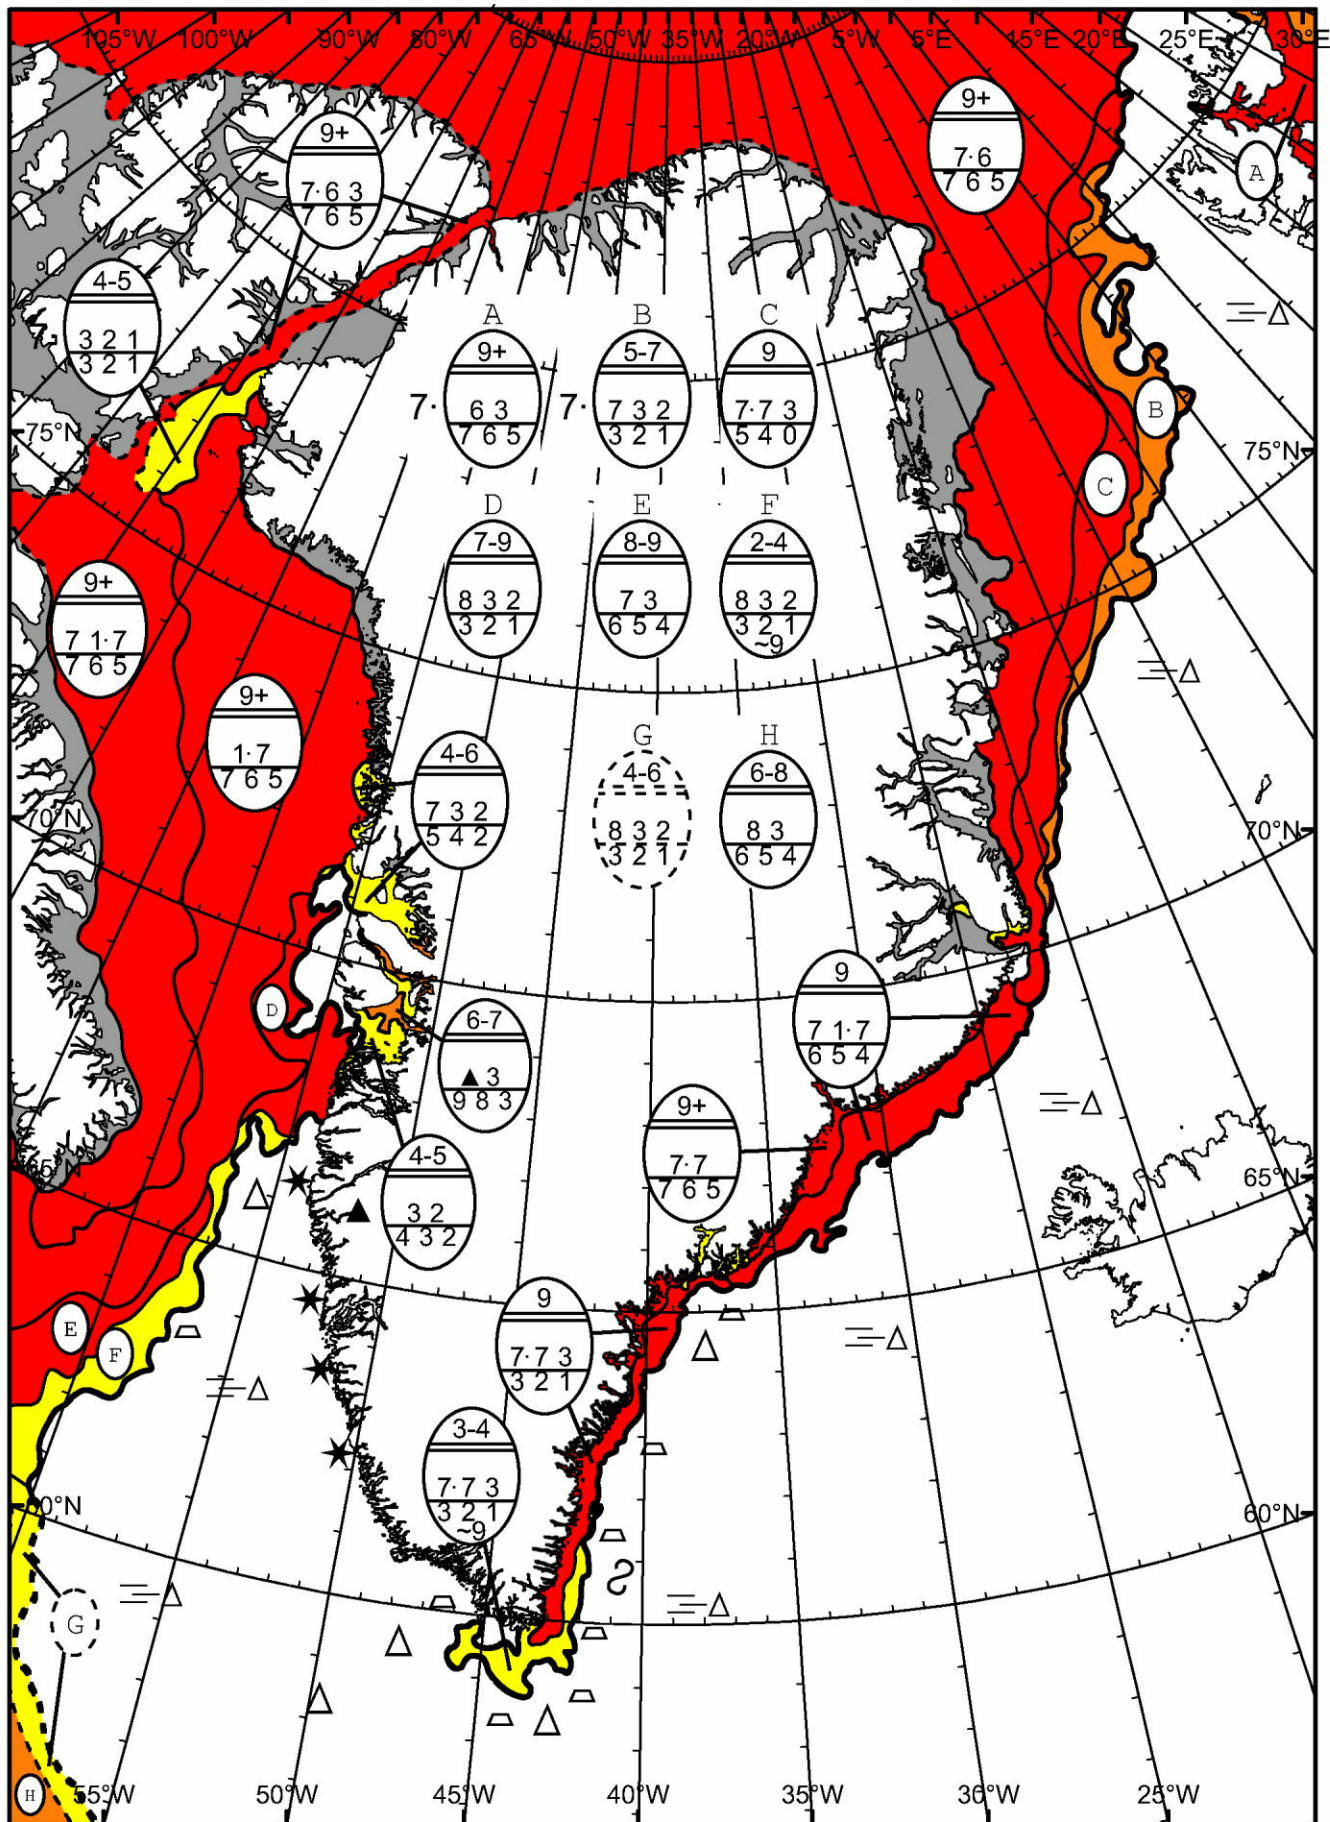 105°W 100°W 90°W 80°W 65°W 50°W 35°W 20°W 5°W 5°E 15°E 20°E 25°E 30°E
9+
7·6
7 6 5
A
9+
7·6 3
7 6 5
4-5
7·
3 2 1
3 2 1
A B C
9+ 5-7 9
7· 6 3 7· 7 3 2 7·7 3
7 6 5 3 2 1 5 4 0
B
75°N
75°N
C
D E F
7-9 8-9 2-4
8 3 2 7 3 8 3 2
3 2 1 6 5 4 3 2 1
~9
9+
7 1·7
7 6 5
9+
1·7
7 6 5
G H
4-6 4-6 6-8
7 3 2 8 3 2 8 3
5 4 2 3 2 1 6 5 4
70°N
70°N
D
9
7 1·7
6 5 4
6-7
▲ 3
9 8 3
9+
7·7
7 6 5
4-5
3 2
4 3 2
65°N
65°N
9
7·7 3
3 2 1
E
F
3-4
7·7 3
3 2 1
~9
60°N
60°N
G
H
55°W 50°W 45°W 40°W 35°W 30°W 25°W